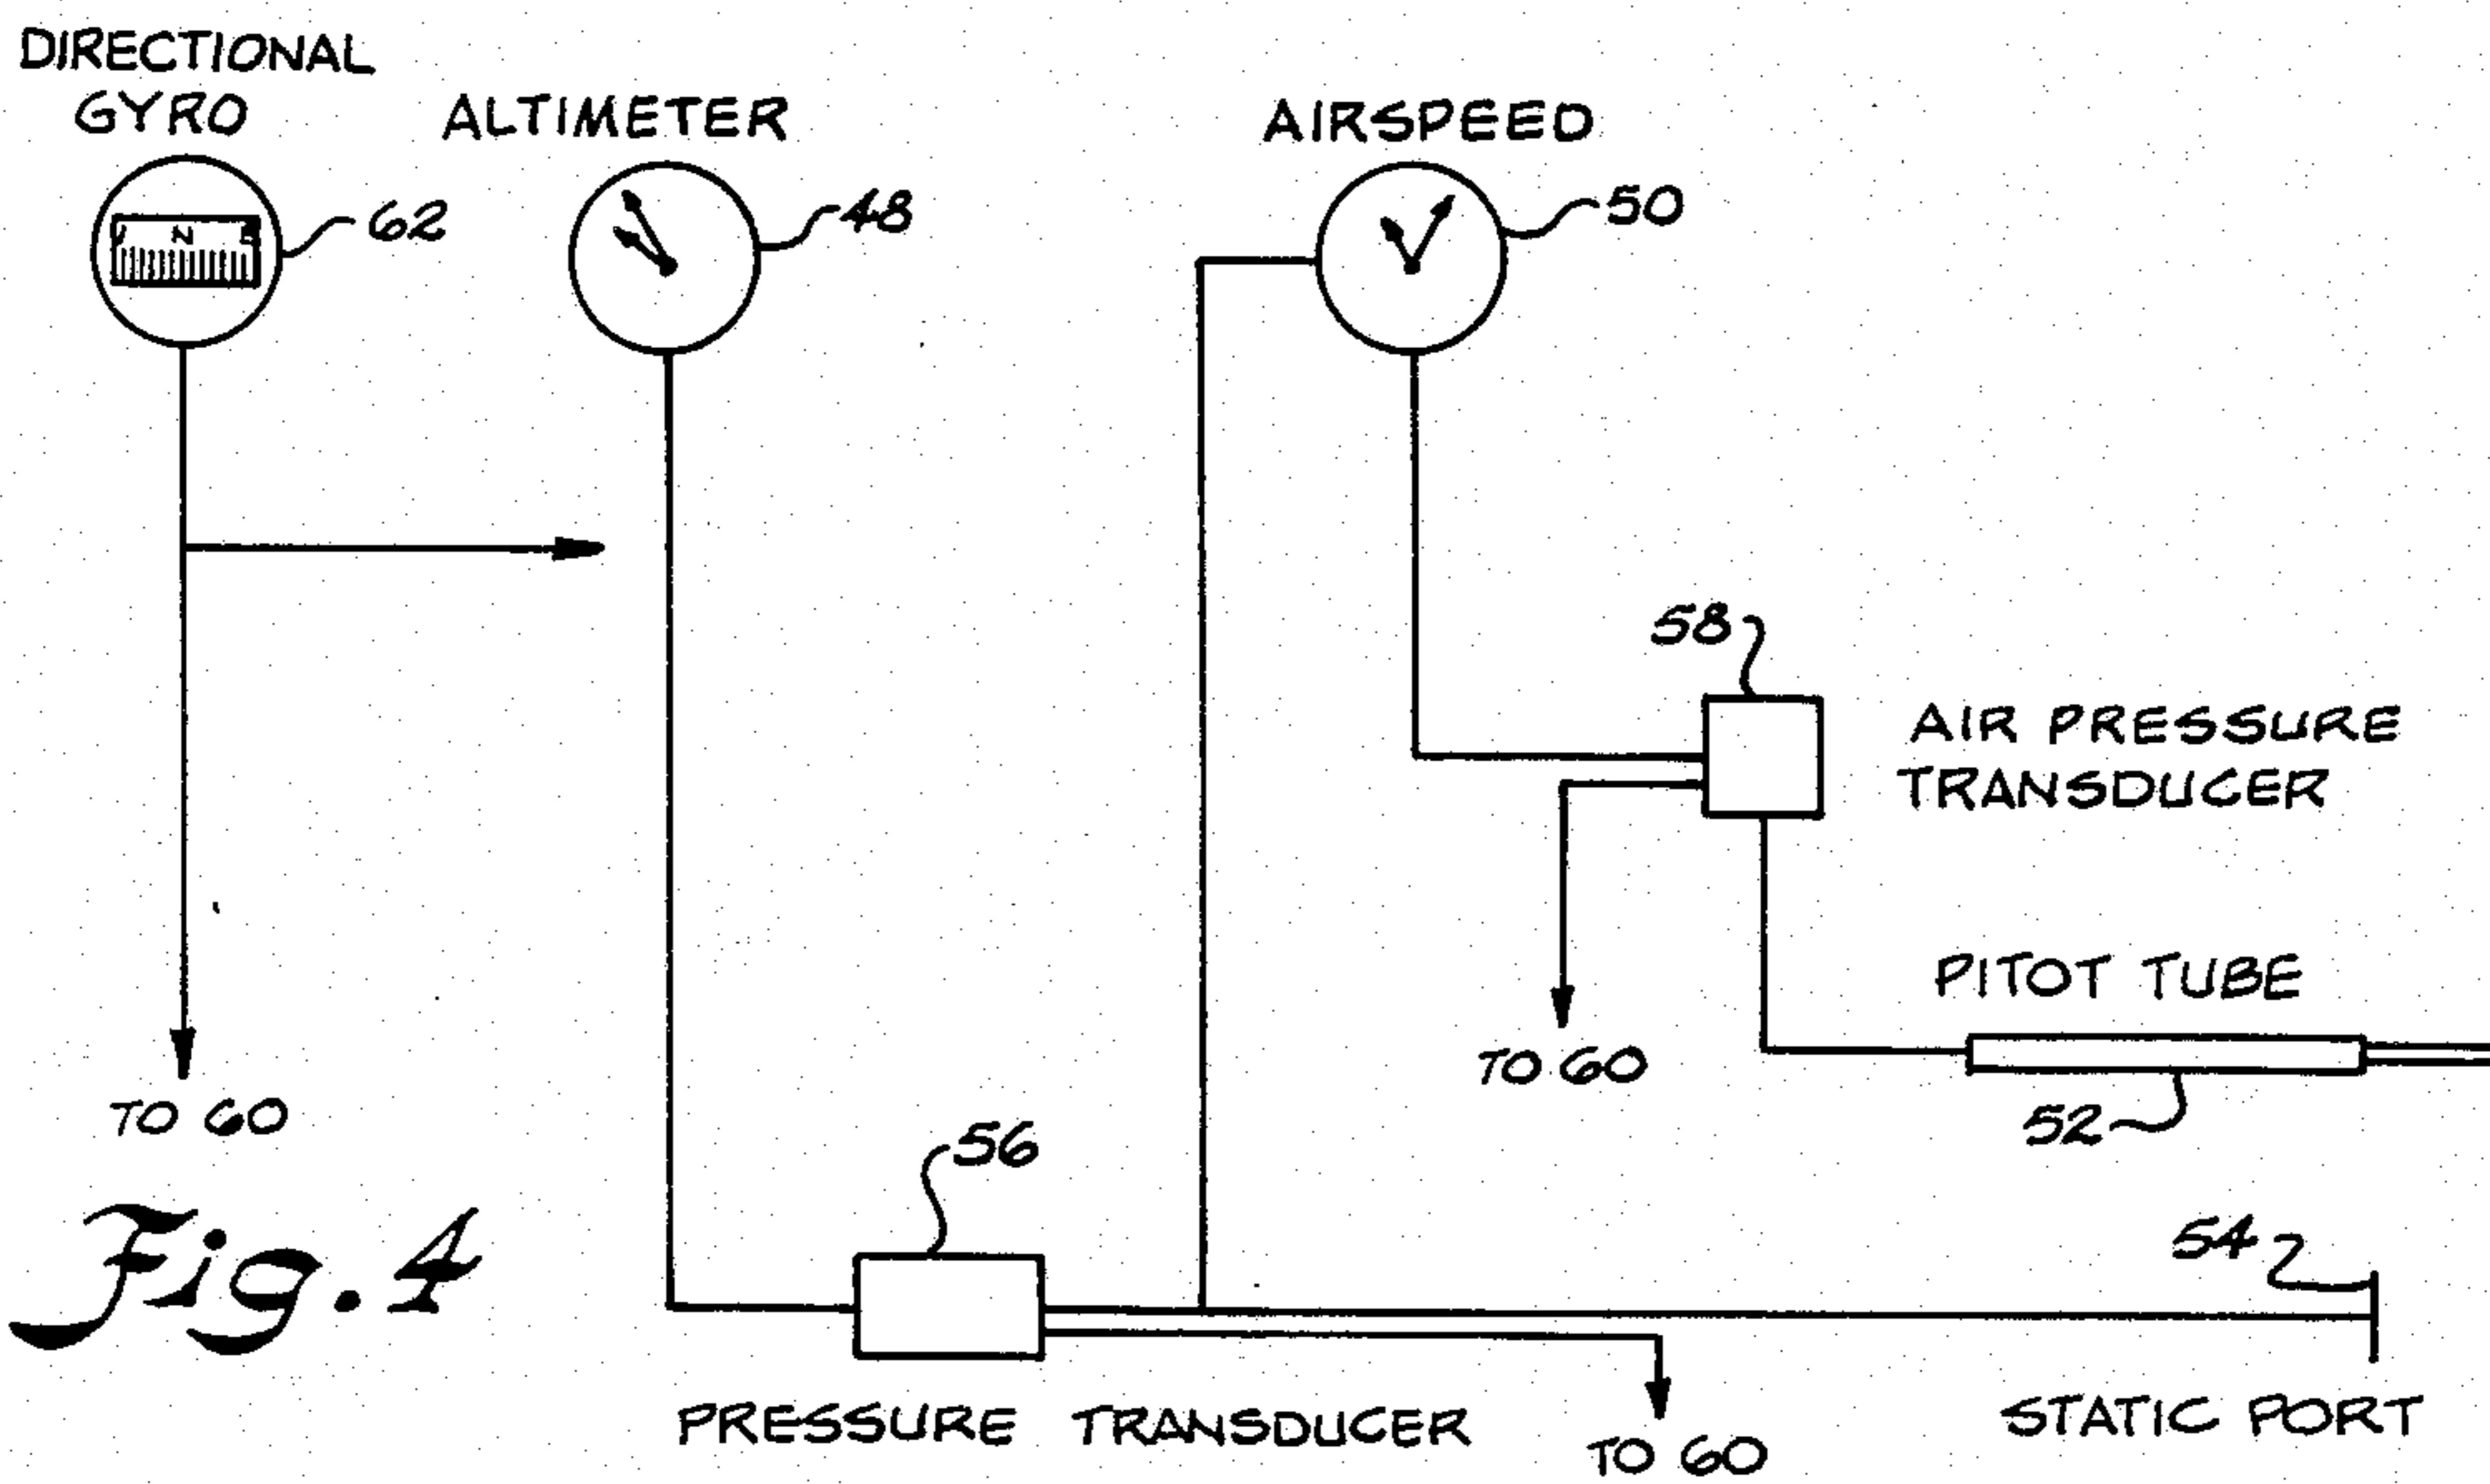 DIRECTIONAL
GYRO
ALTIMETER
AIRSPEED
62
N
48
50
58
AIR PRESSURE
TRANSDUCER
PITOT TUBE
TO 60
52
TO 60
56
Fig. 4
54
PRESSURE TRANSDUCER
STATIC PORT
TO 60